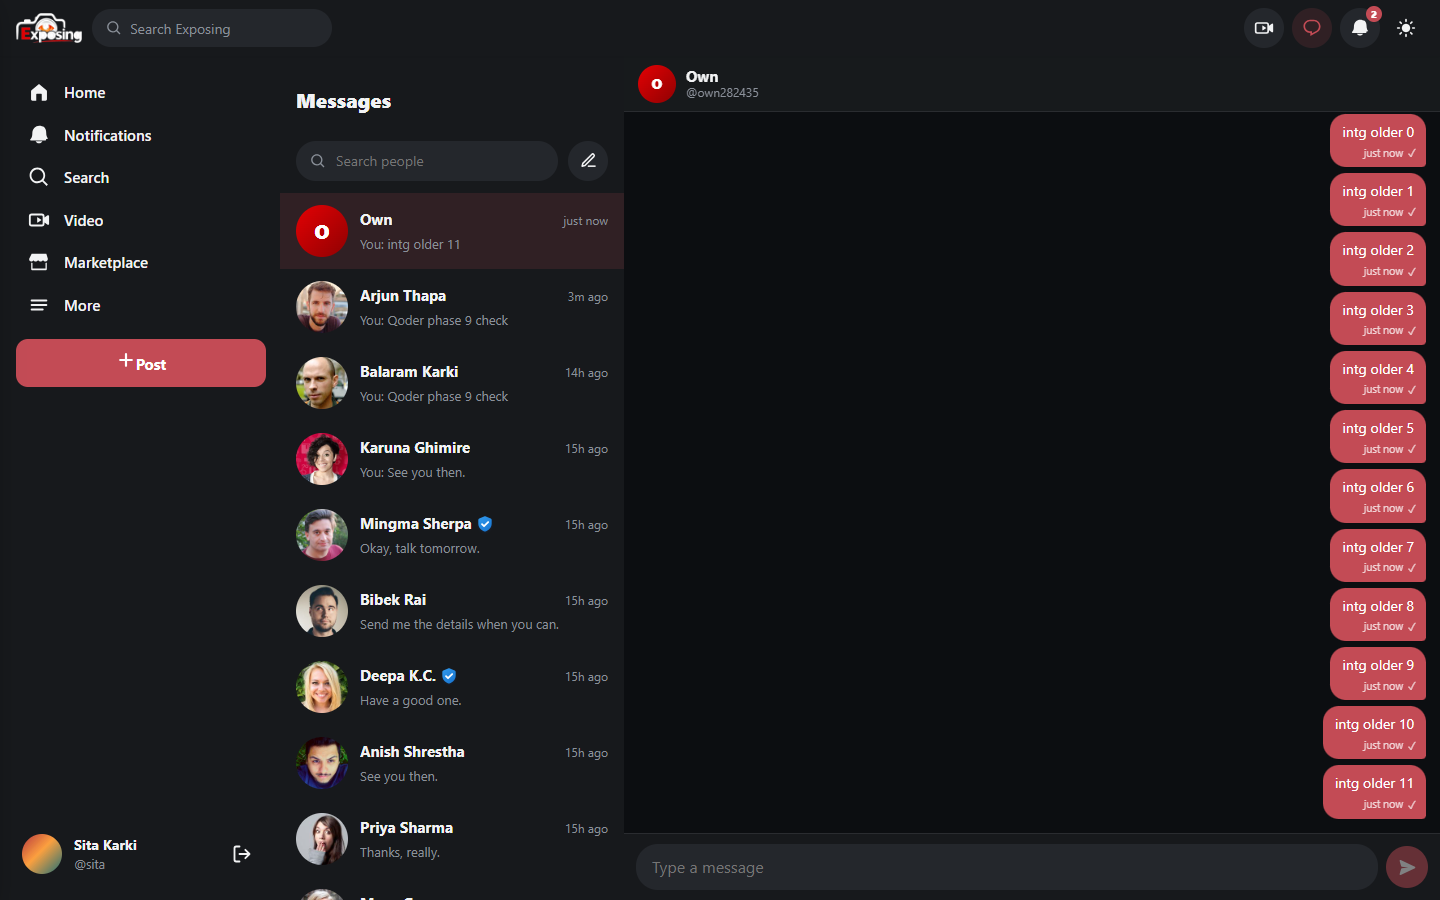 Exposing
Search Exposing
2
Home
Notifications
Search
Video
Marketplace
More
Post
Sita Karki
@sita
Messages
Search people
O
Own
just now
You: intg older 11
Arjun Thapa
3m ago
You: Qoder phase 9 check
Balaram Karki
14h ago
You: Qoder phase 9 check
Karuna Ghimire
15h ago
You: See you then.
Mingma Sherpa
15h ago
Okay, talk tomorrow.
Bibek Rai
15h ago
Send me the details when you can.
Deepa K.C.
15h ago
Have a good one.
Anish Shrestha
15h ago
See you then.
Priya Sharma
15h ago
Thanks, really.
O
Own
@own282435
intg older 0
just now ✓
intg older 1
just now ✓
intg older 2
just now ✓
intg older 3
just now ✓
intg older 4
just now ✓
intg older 5
just now ✓
intg older 6
just now ✓
intg older 7
just now ✓
intg older 8
just now ✓
intg older 9
just now ✓
intg older 10
just now ✓
intg older 11
just now ✓
Type a message